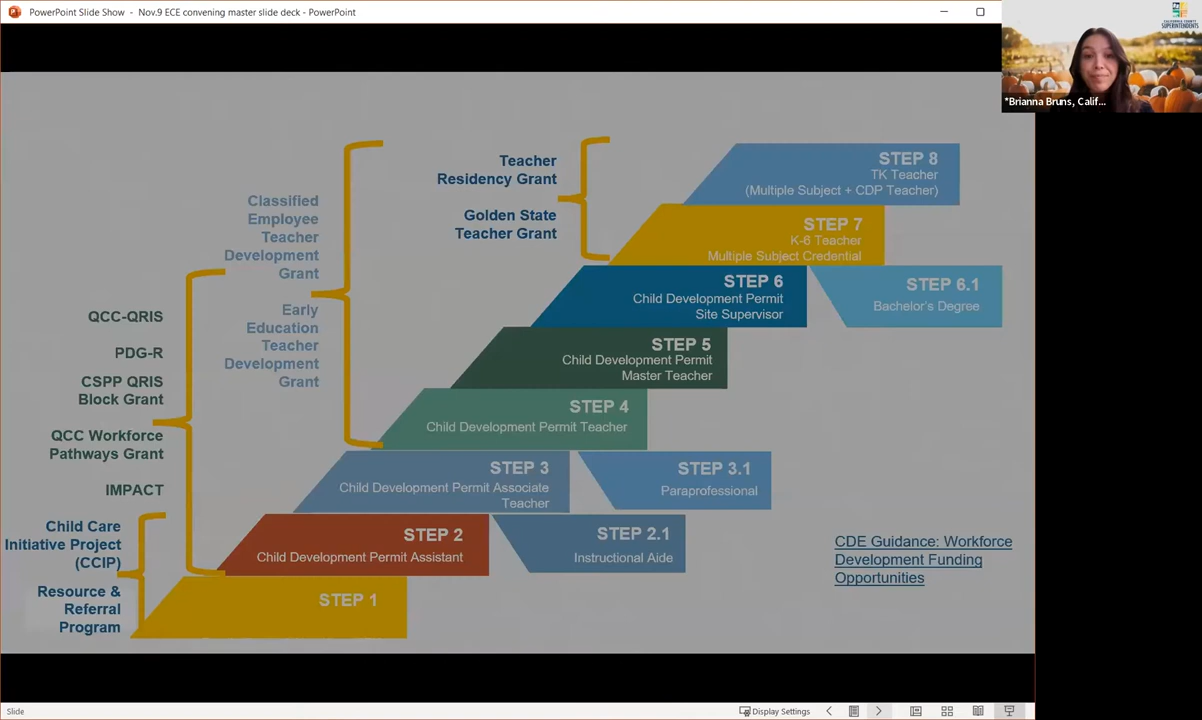 PowerPoint Slide Show - Nov.9 ECE convening master slide deck - PowerPoint
CALIFORNIA COUNTY
SUPERINTENDENTS
*Brianna Bruns, Calif...
Teacher
Residency Grant
Golden State
Teacher Grant
STEP 8
TK Teacher
(Multiple Subject + CDP Teacher)
STEP 7
K-6 Teacher
Multiple Subject Credential
Classified
Employee
Teacher
Development
Grant
Early
Education
Teacher
Development
Grant
STEP 6
Child Development Permit
Site Supervisor
STEP 6.1
Bachelor's Degree
QCC-QRIS
PDG-R
CSPP QRIS
Block Grant
QCC Workforce
Pathways Grant
IMPACT
STEP 5
Child Development Permit
Master Teacher
STEP 4
Child Development Permit Teacher
STEP 3
Child Development Permit Associate
Teacher
STEP 3.1
Paraprofessional
Child Care
Initiative Project
(CCIP)
Resource &
Referral
Program
STEP 2
Child Development Permit Assistant
STEP 2.1
Instructional Aide
CDE Guidance: Workforce
Development Funding
Opportunities
STEP 1
Slide
Display Settings